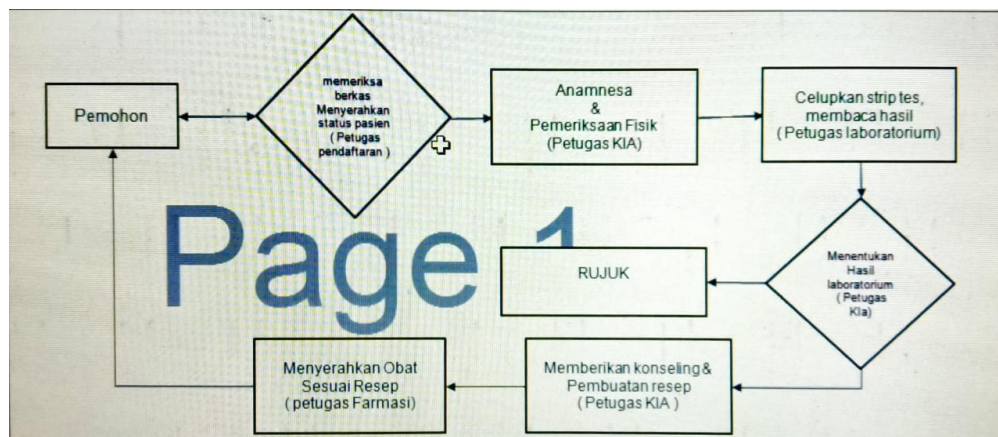 Pemohon
memeriksa
berkas
Menyerahkan
status pasien
( Petugas
pendaftaran )
Anamnesa
&
Pemeriksaan Fisik
(Petugas KIA)
Celupkan strip tes,
membaca hasil
( Petugas laboratorium)
Menentukan
Hasil
laboratorium
( Petugas
KIa)
RUJUK
Page 1
Memberikan konseling &
Pembuatan resep
( Petugas KIA )
Menyerahkan Obat
Sesuai Resep
( petugas Farmasi)